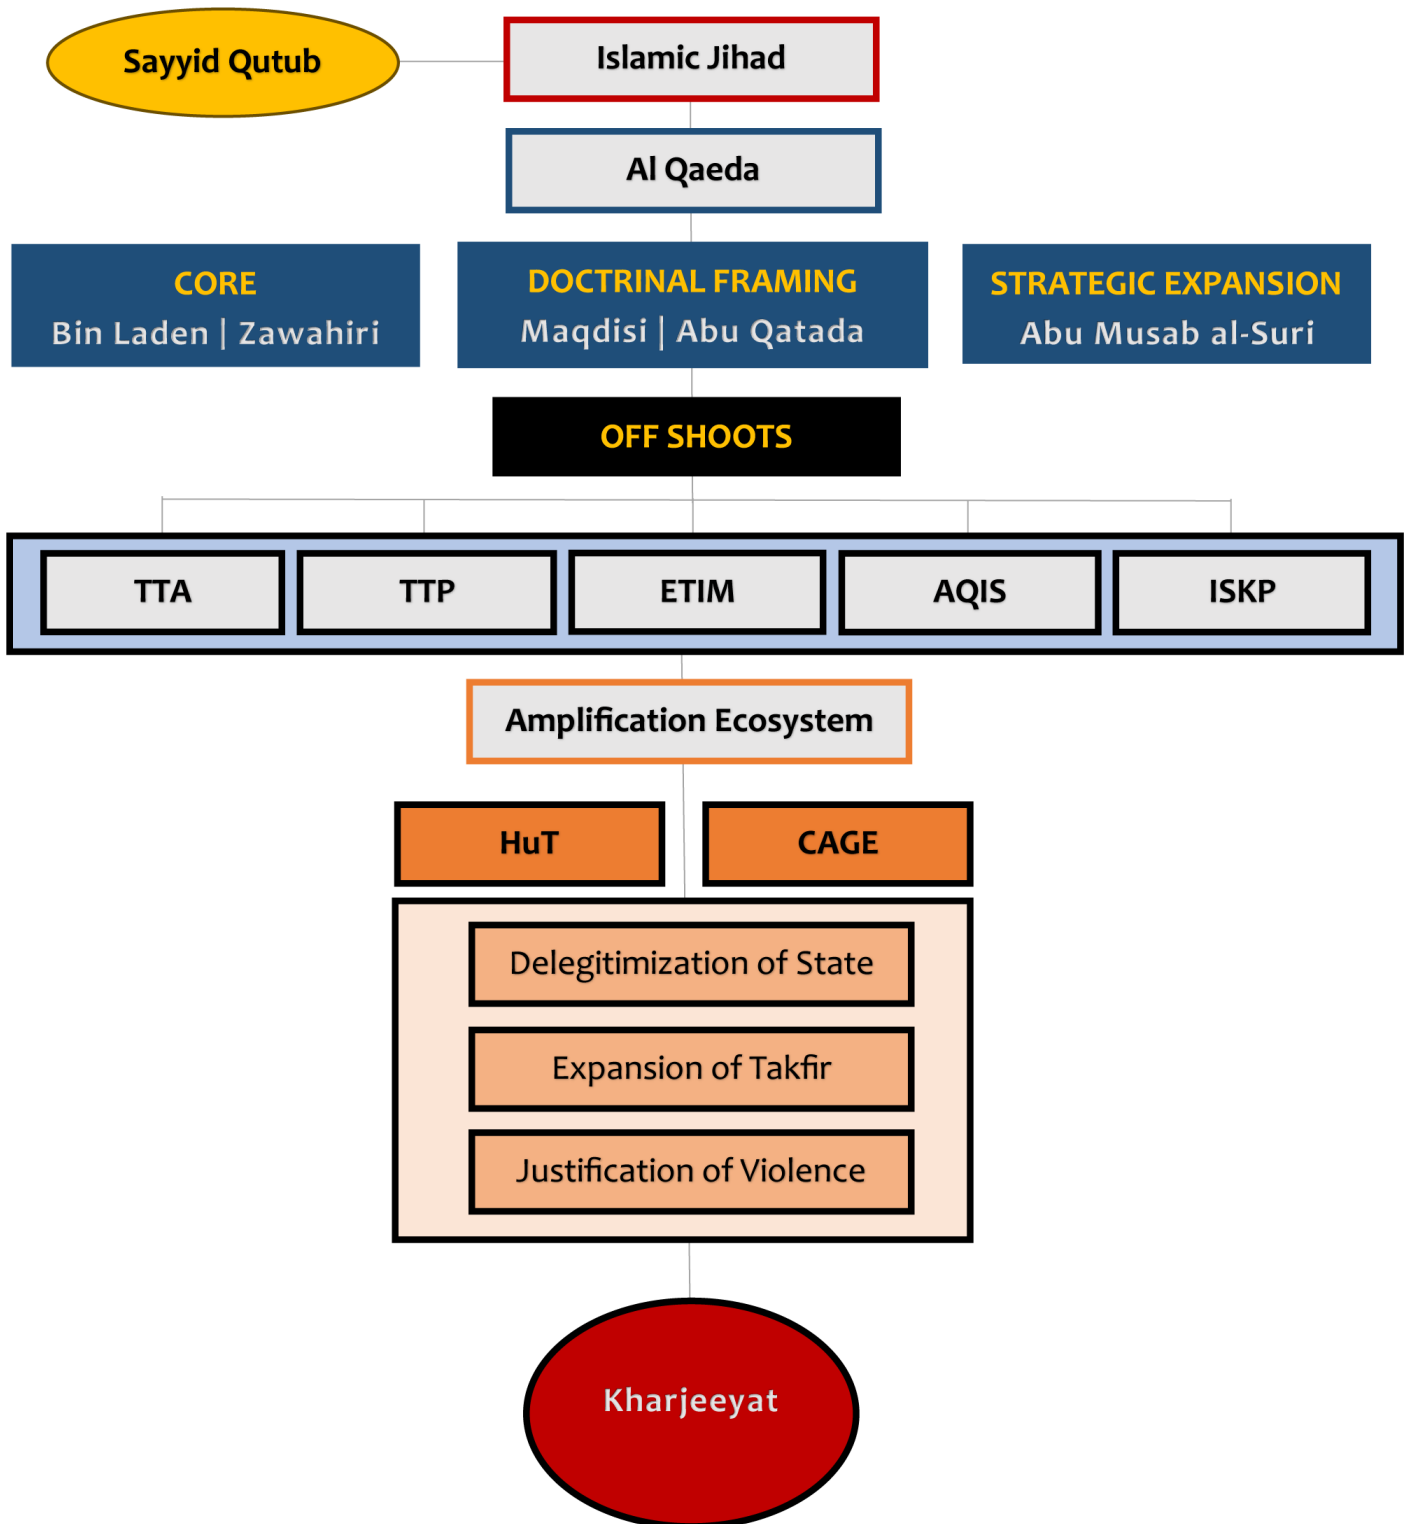 Sayyid Qutub
Islamic Jihad
Al Qaeda
CORE
Bin Laden | Zawahiri
DOCTRINAL FRAMING
Maqdisi | Abu Qatada
STRATEGIC EXPANSION
Abu Musab al-Suri
OFF SHOOTS
TTA
TTP
ETIM
AQIS
ISKP
Amplification Ecosystem
HuT
CAGE
Delegitimization of State
Expansion of Takfir
Justification of Violence
Kharjeeyat